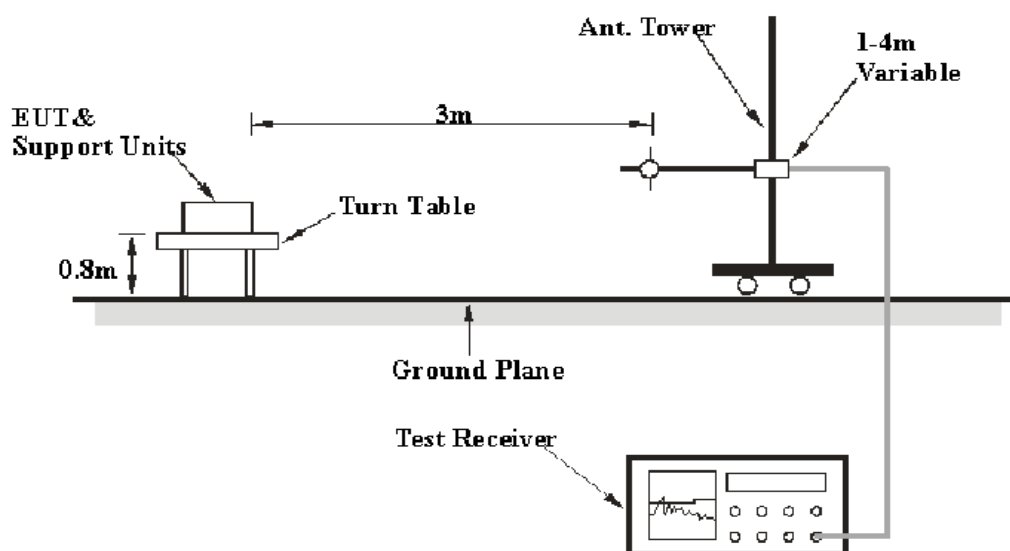 Ant. Tower
1-4m
Variable
3m
EUT&
Support Units
Turn Table
0.8m
Ground Plane
Test Receiver